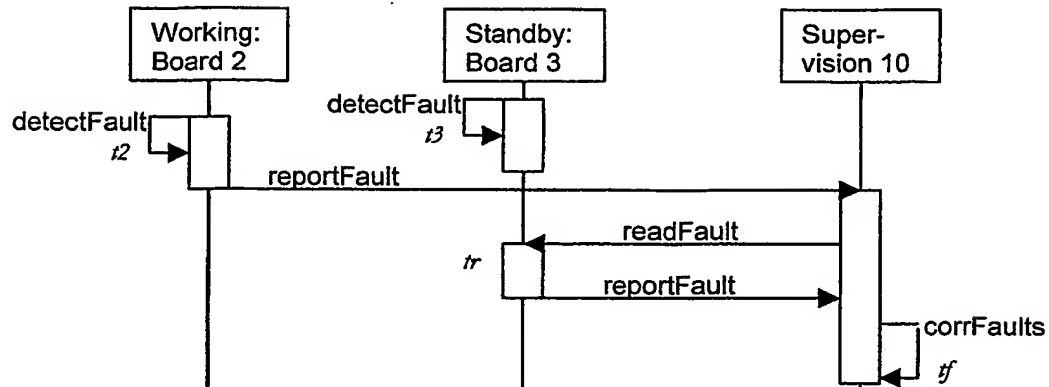 Working:
Board 2
Standby:
Board 3
Super-
vision 10
detectFault
t2
detectFault
t3
reportFault
readFault
tr
reportFault
corrFaults
tf